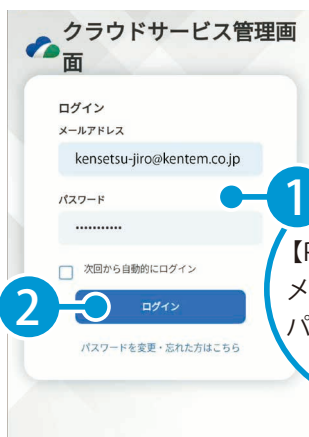 クラウドサービス管理画
面
ログイン
メールアドレス
kensetsu-jiro@kentem.co.jp
パスワード
•••••••••••
1
次回から自動的にログイン
【
メ
パ
2
ログイン
パスワードを変更・忘れた方はこちら